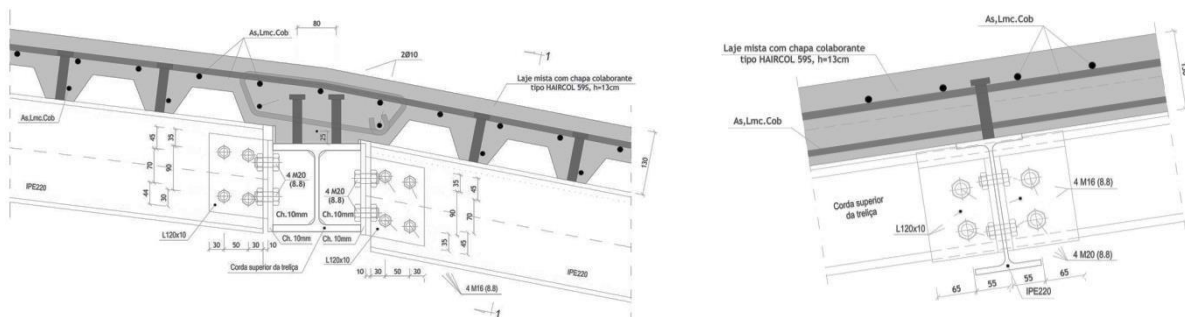 80
As,Lmc.Cob
2Ø10
1
Laje mista com chapa colaborante
tipo HAIRCOL 59S, h=13cm
As,Lmc.Cob
25
130
45
35
70
90
44
30
IPE220
L120x10
4 M20
(8.8)
Ch.10mm
4 M20
(8.8)
Ch.10mm
Ch. 10mm
Ch. 10mm
30
50
30
10
Corda superior da treliça
L120x10
10
30
50
30
35
45
90
70
35
45
IPE220
4 M16 (8.8)
1
As,Lmc.Cob
Laje mista com chapa colaborante
tipo HAIRCOL 59S, h=13cm
As,Lmc.Cob
Corda superior
da treliça
L120x10
4 M16 (8.8)
4 M20 (8.8)
65
55
55
65
IPE220